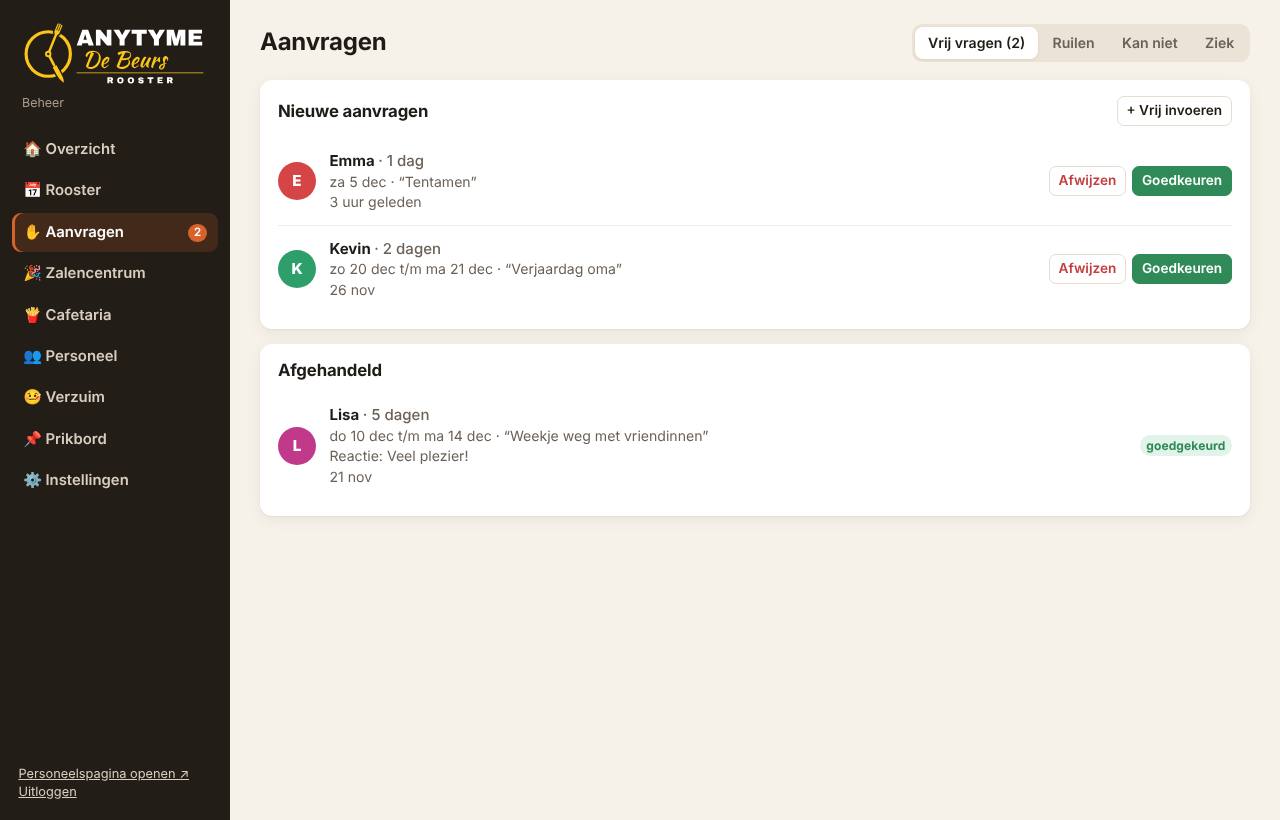 ANYTYME
De Beurs
ROOSTER
Beheer
Overzicht
Rooster
Aanvragen 2
Zalencentrum
Cafetaria
Personeel
Verzuim
Prikbord
Instellingen
Personeelspagina openen ↗
Uitloggen
Aanvragen
Vrij vragen (2) Ruilen Kan niet Ziek
Nieuwe aanvragen
+ Vrij invoeren
E
Emma · 1 dag
za 5 dec · “Tentamen”
3 uur geleden
Afwijzen Goedkeuren
K
Kevin · 2 dagen
zo 20 dec t/m ma 21 dec · “Verjaardag oma”
26 nov
Afwijzen Goedkeuren
Afgehandeld
L
Lisa · 5 dagen
do 10 dec t/m ma 14 dec · “Weekje weg met vriendinnen”
Reactie: Veel plezier!
21 nov
goedgekeurd